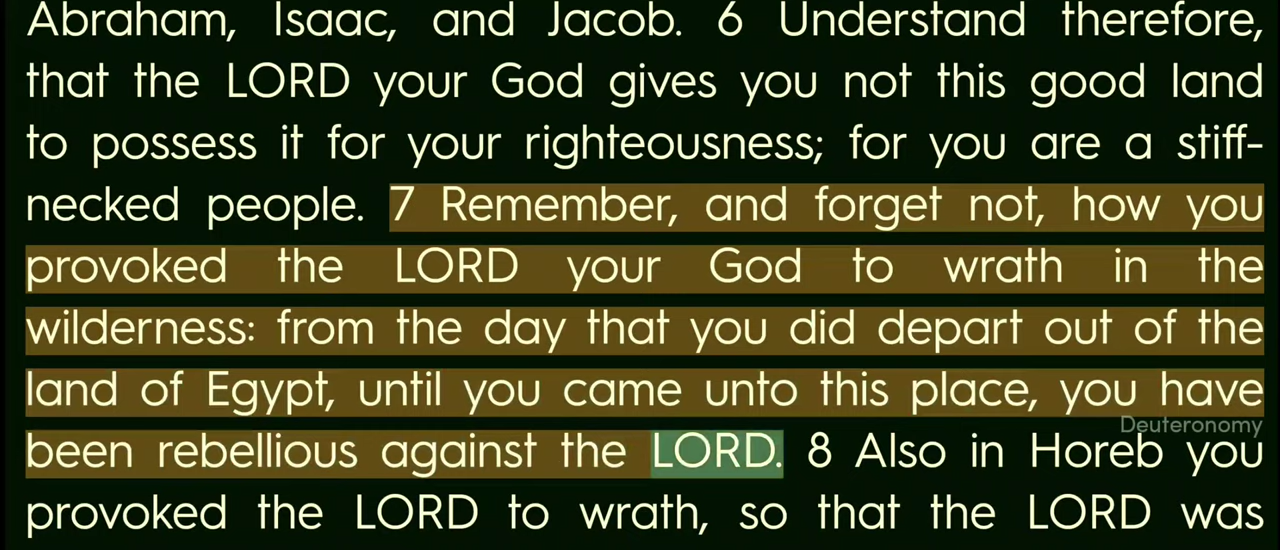 Abraham, Isaac, and Jacob. 6 Understand therefore,
that the LORD your God gives you not this good land
to possess it for your righteousness; for you are a stiff-
necked people. 7 Remember, and forget not, how you
provoked the LORD your God to wrath in the
wilderness: from the day that you did depart out of the
land of Egypt, until you came unto this place, you have
Deuteronomy
been rebellious against the LORD. 8 Also in Horeb you
provoked the LORD to wrath, so that the LORD was